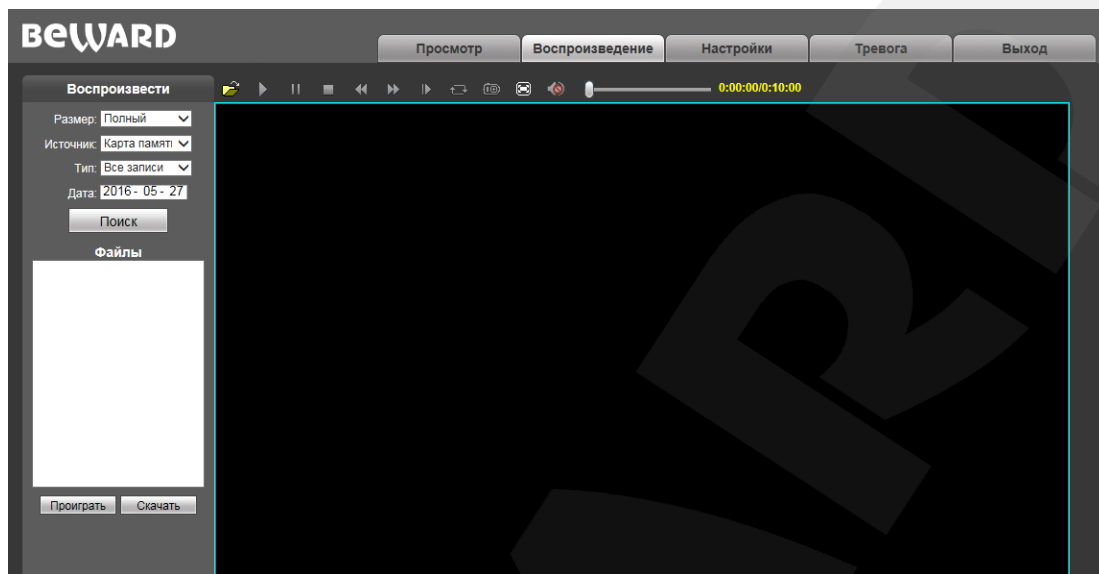 BEWARD
Просмотр Воспроизведение Настройки Тревога Выход
Воспроизвести 0:00:00/0:10:00
Размер: Полный
Источник: Карта памяти
Тип: Все записи
Дата: 2016 - 05 - 27
Поиск
Файлы
Проиграть Скачать